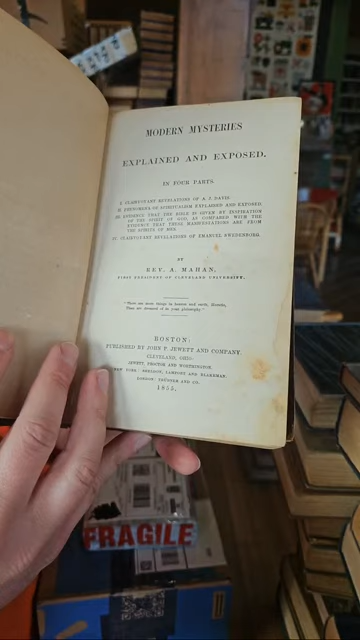 MODERN MYSTERIES
EXPLAINED AND EXPOSED.
IN FOUR PARTS.
I. CLAIRVOYANT REVELATIONS OF A. J. DAVIS.
II. PHENOMENA OF SPIRITUALISM EXPLAINED AND EXPOSED.
III. EVIDENCE THAT THE BIBLE IS GIVEN BY INSPIRATION
OF THE SPIRIT OF GOD, AS COMPARED WITH THE
EVIDENCE THAT THESE MANIFESTATIONS ARE FROM
THE SPIRITS OF MEN.
IV. CLAIRVOYANT REVELATIONS OF EMANUEL SWEDENBORG.
BY
REV. A. MAHAN,
FIRST PRESIDENT OF CLEVELAND UNIVERSITY.
"There are more things in heaven and earth, Horatio,
Than are dreamed of in your philosophy."
BOSTON:
PUBLISHED BY JOHN P. JEWETT AND COMPANY.
CLEVELAND, OHIO:
JEWETT, PROCTOR AND WORTHINGTON.
NEW YORK: SHELDON, LAMPORT AND BLAKEMAN.
LONDON: TRÜBNER AND CO.
1855.
FRAGILE